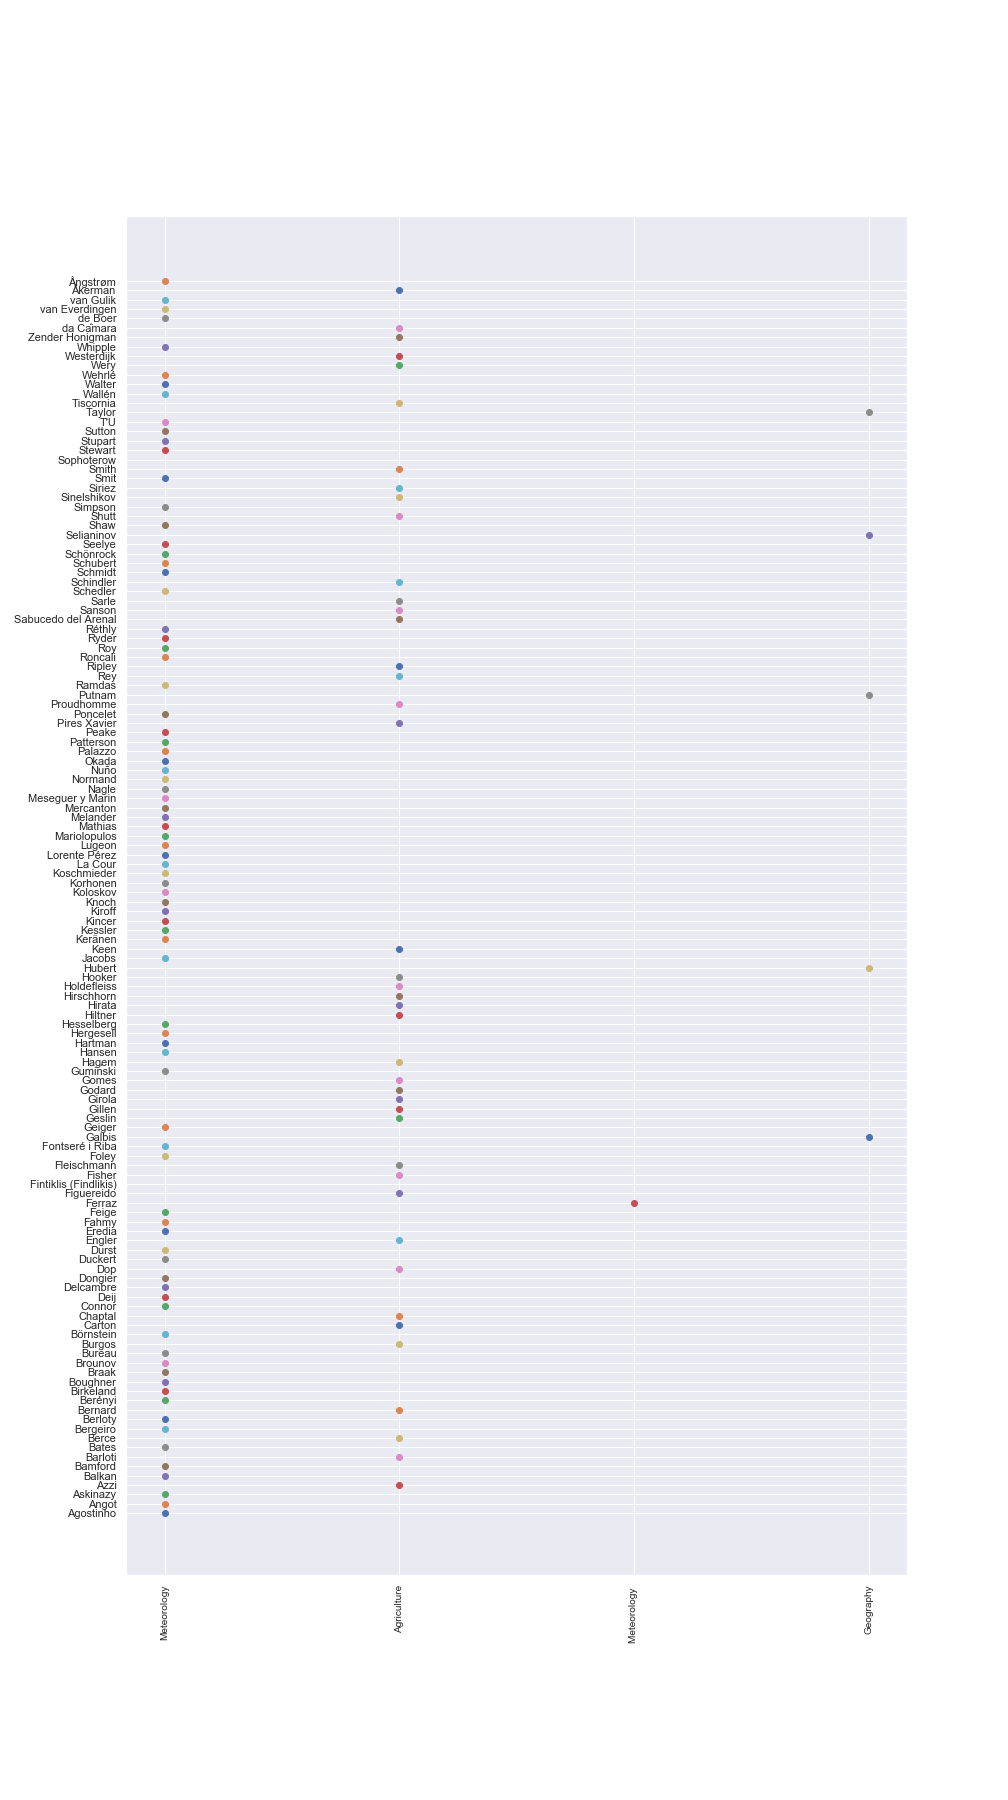 Ångstrøm
Åkerman
van Gulik
van Everdingen
de Boer
da Camara
Zender Honigman
Whipple
Westerdijk
Wery
Wehrlé
Walter
Wallén
Tiscornia
Taylor
T'U
Sutton
Stupart
Stewart
Sophoterow
Smith
Smit
Siriez
Sinelshikov
Simpson
Shutt
Shaw
Selianinov
Seelye
Schönrock
Schubert
Schmidt
Schindler
Schedler
Sarle
Sanson
Sabucedo del Arenal
Réthly
Ryder
Roy
Roncali
Ripley
Rey
Ramdas
Putnam
Proudhomme
Poncelet
Pires Xavier
Peake
Patterson
Palazzo
Okada
Nuño
Normand
Nagle
Meseguer y Marin
Mercanton
Melander
Mathias
Mariolopulos
Lugeon
Lorente Pérez
La Cour
Koschmieder
Korhonen
Koloskov
Knoch
Kiroff
Kincer
Kessler
Keränen
Keen
Jacobs
Hubert
Hooker
Holdefleiss
Hirschhorn
Hirata
Hiltner
Hesselberg
Hergesell
Hartman
Hansen
Hagem
Gumiński
Gomes
Godard
Girola
Gillen
Geslin
Geiger
Galbis
Fontseré i Riba
Foley
Fleischmann
Fisher
Fintiklis (Findlikis)
Figuereido
Ferraz
Feige
Fahmy
Eredia
Engler
Durst
Duckert
Dop
Dongier
Delcambre
Deij
Connor
Chaptal
Carton
Börnstein
Burgos
Bureau
Brounov
Braak
Boughner
Birkeland
Berényi
Bernard
Berloty
Bergeiro
Berce
Bates
Barloti
Bamford
Balkan
Azzi
Askinazy
Angot
Agostinho
Meteorology
Agriculture
Meteorology
Geography